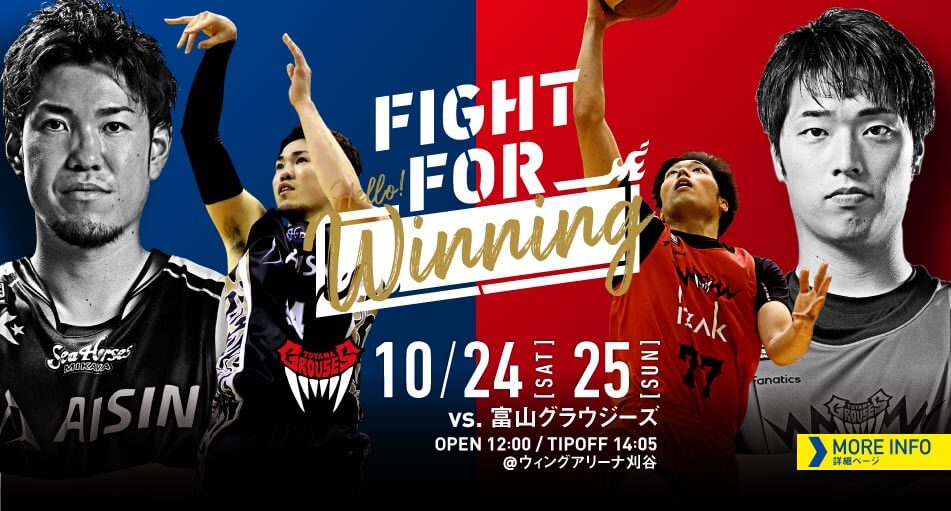 FIGHT
FOR
Hello!
Winning
SeaHorses
MIKAWA
AISIN
AISIN
TOYAMA
GROUSES
10/24[SAT] 25[SUN]
vs. 富山グラウジーズ
OPEN 12:00 / TIPOFF 14:05
@ウィングアリーナ刈谷
77
fanatics
TOYAMA
GROUSES
MORE INFO
詳細ページ